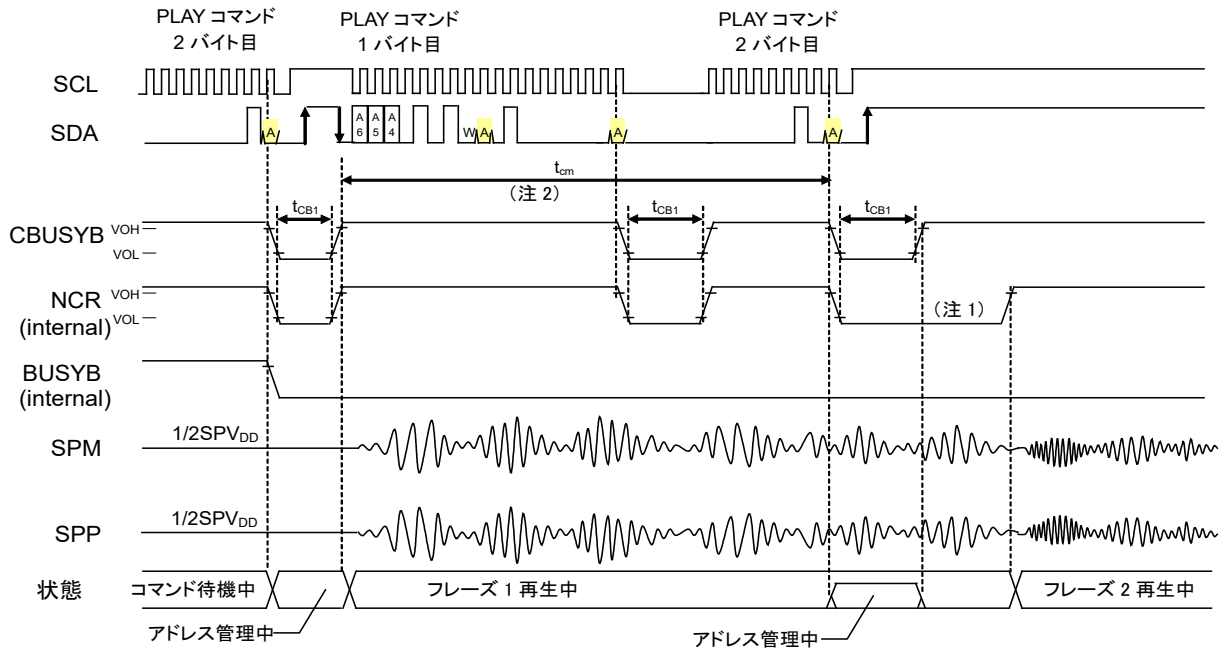 PLAY コマンド
2 バイト目
PLAY コマンド
1 バイト目
PLAY コマンド
2 バイト目
SCL
SDA
A
A6
A5
A4
W
A
A
A
tcm
(注 2)
tCB1
tCB1
tCB1
CBUSYB
VOH
VOL
NCR
(internal)
VOH
VOL
(注 1)
BUSYB
(internal)
SPM
1/2SPVDD
SPP
1/2SPVDD
状態
コマンド待機中
フレーズ 1 再生中
フレーズ 2 再生中
アドレス管理中
アドレス管理中